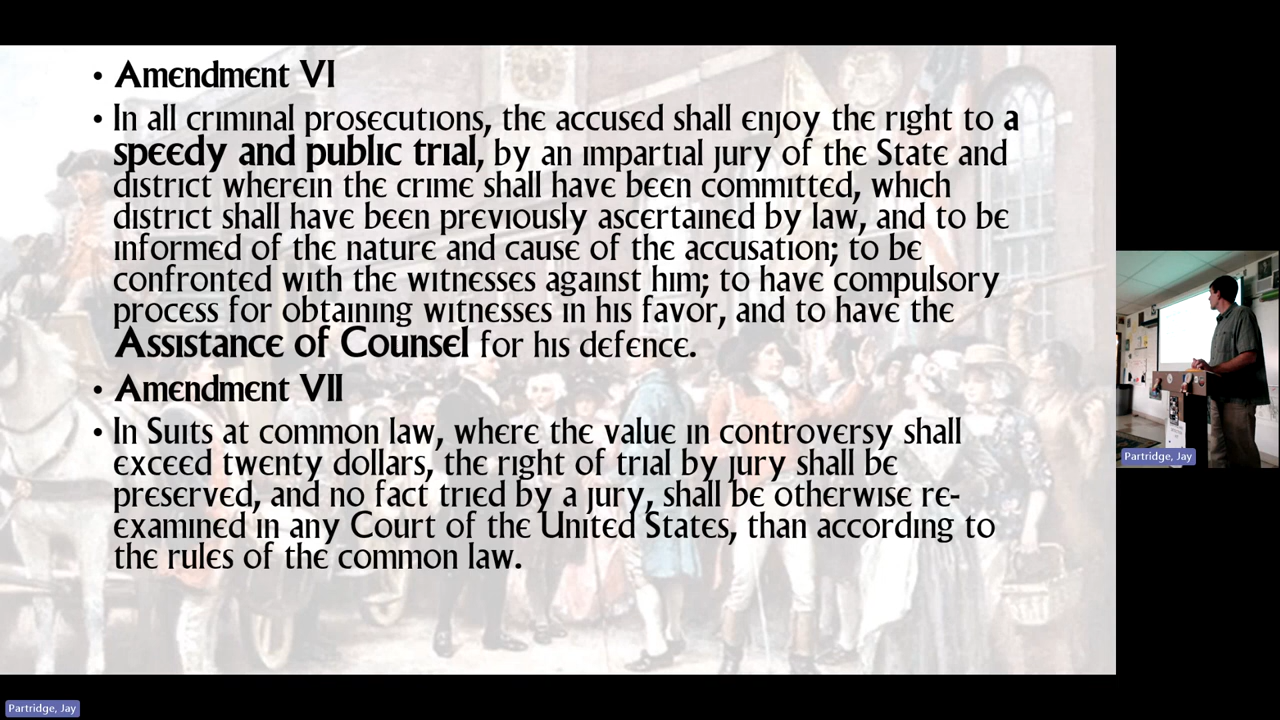 • Amendment VI
• In all criminal prosecutions, the accused shall enjoy the right to a
speedy and public trial, by an impartial jury of the State and
district wherein the crime shall have been committed, which
district shall have been previously ascertained by law, and to be
informed of the nature and cause of the accusation; to be
confronted with the witnesses against him; to have compulsory
process for obtaining witnesses in his favor, and to have the
Assistance of Counsel for his defence.
• Amendment VII
• In Suits at common law, where the value in controversy shall
exceed twenty dollars, the right of trial by jury shall be
preserved, and no fact tried by a jury, shall be otherwise re-
examined in any Court of the United States, than according to
the rules of the common law.
Partridge, Jay
Partridge, Jay